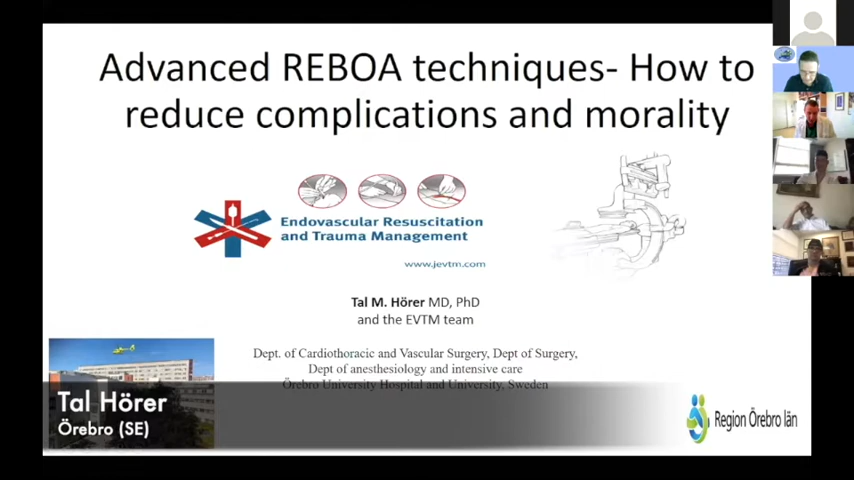 Advanced REBOA techniques- How to
reduce complications and morality
Endovascular Resuscitation
and Trauma Management
www.jevtm.com
Tal M. Hörer MD, PhD
and the EVTM team
Dept. of Cardiothoracic and Vascular Surgery, Dept of Surgery,
Dept of anesthesiology and intensive care
Örebro University Hospital and University, Sweden
Tal Hörer
Örebro (SE)
Region Örebro län